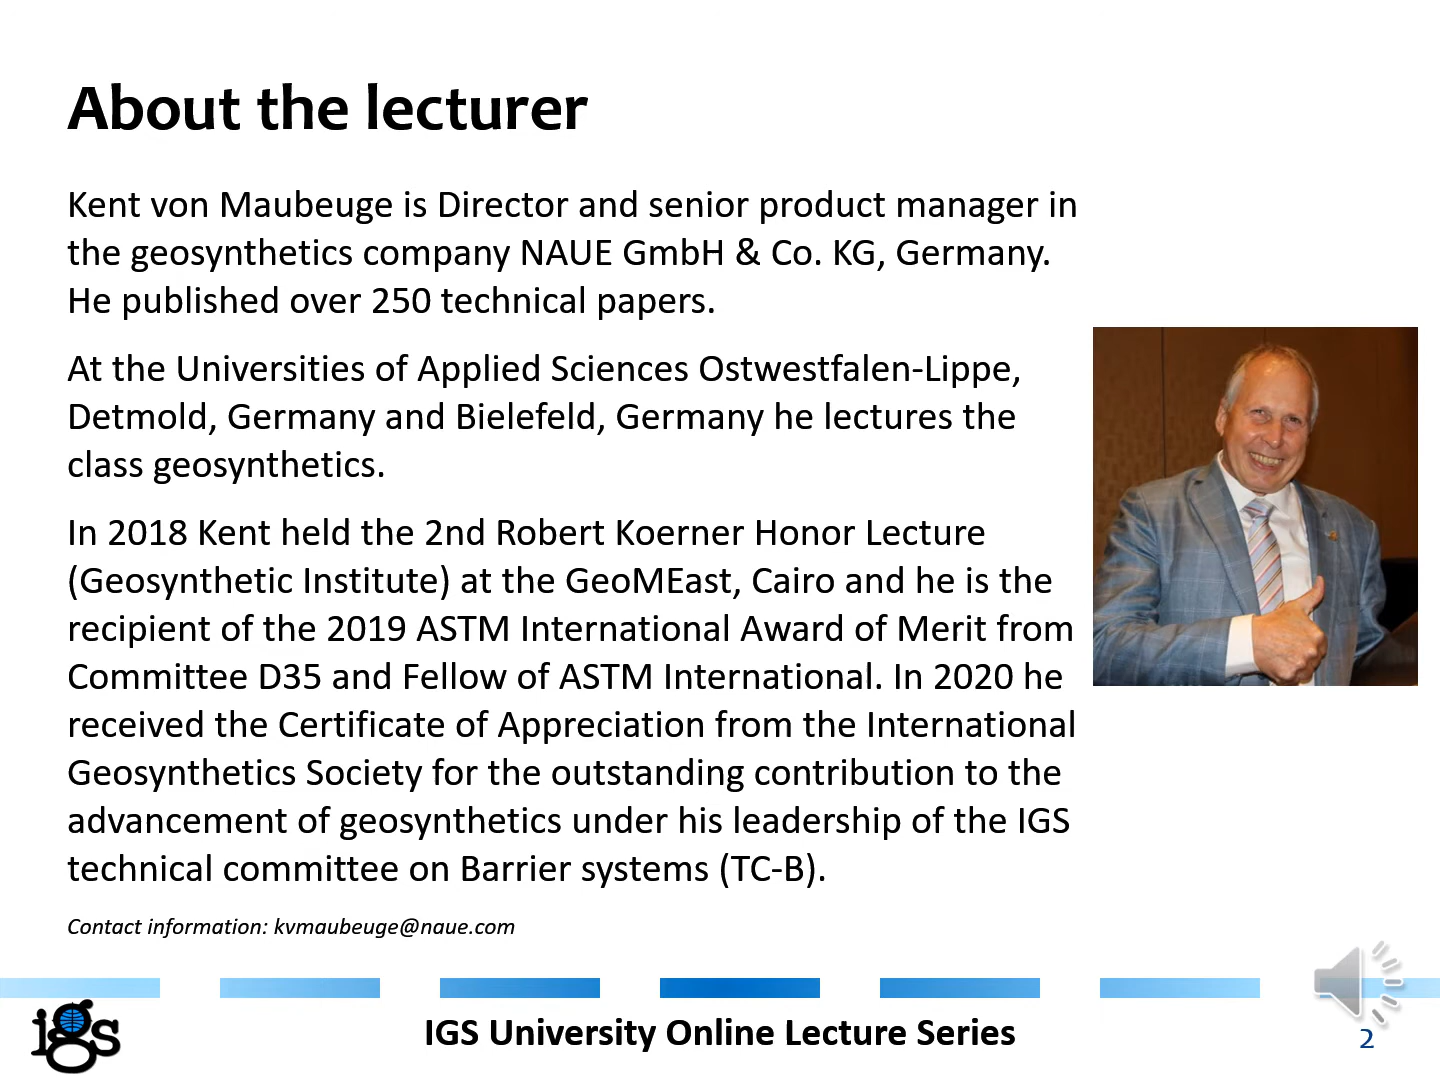 About the lecturer
Kent von Maubeuge is Director and senior product manager in
the geosynthetics company NAUE GmbH & Co. KG, Germany.
He published over 250 technical papers.
At the Universities of Applied Sciences Ostwestfalen-Lippe,
Detmold, Germany and Bielefeld, Germany he lectures the
class geosynthetics.
In 2018 Kent held the 2nd Robert Koerner Honor Lecture
(Geosynthetic Institute) at the GeoMEast, Cairo and he is the
recipient of the 2019 ASTM International Award of Merit from
Committee D35 and Fellow of ASTM International. In 2020 he
received the Certificate of Appreciation from the International
Geosynthetics Society for the outstanding contribution to the
advancement of geosynthetics under his leadership of the IGS
technical committee on Barrier systems (TC-B).
Contact information: kvmaubeuge@naue.com
igs
IGS University Online Lecture Series
2